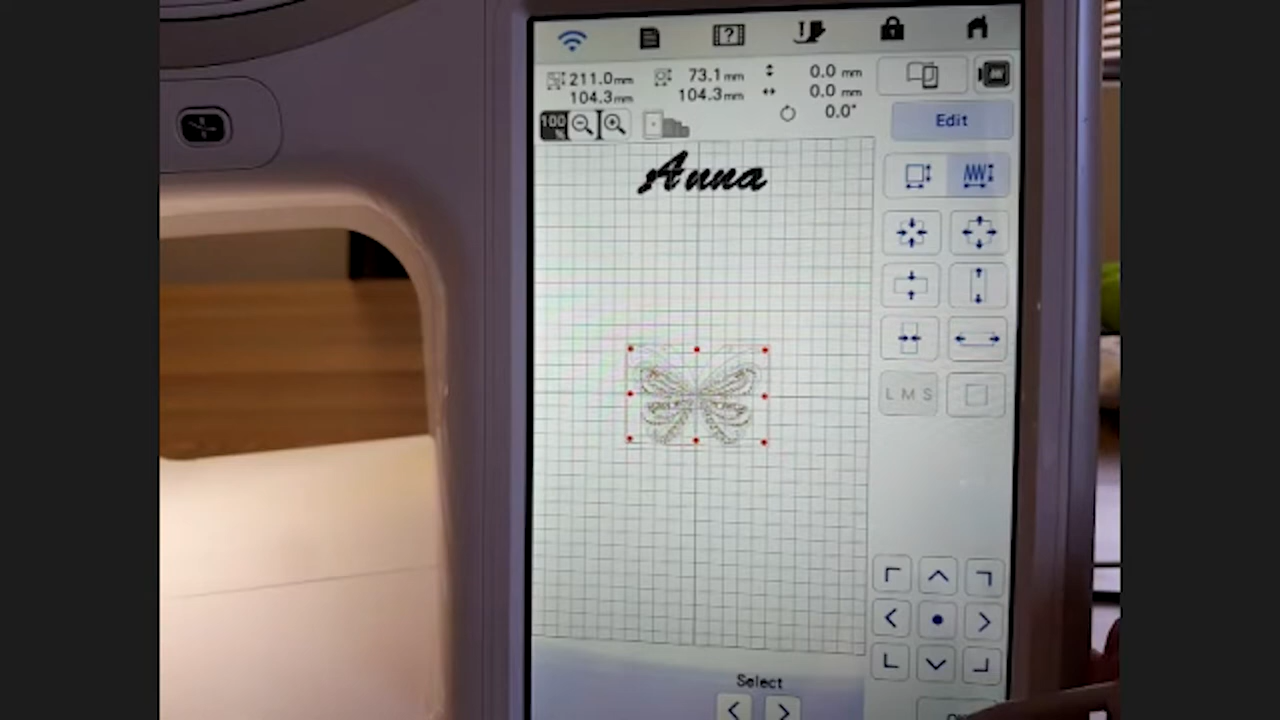 211.0mm 73.1mm 0.0 mm
104.3mm 104.3mm 0.0 mm
0.0°
100 %
Edit
Anna
L M S
Select